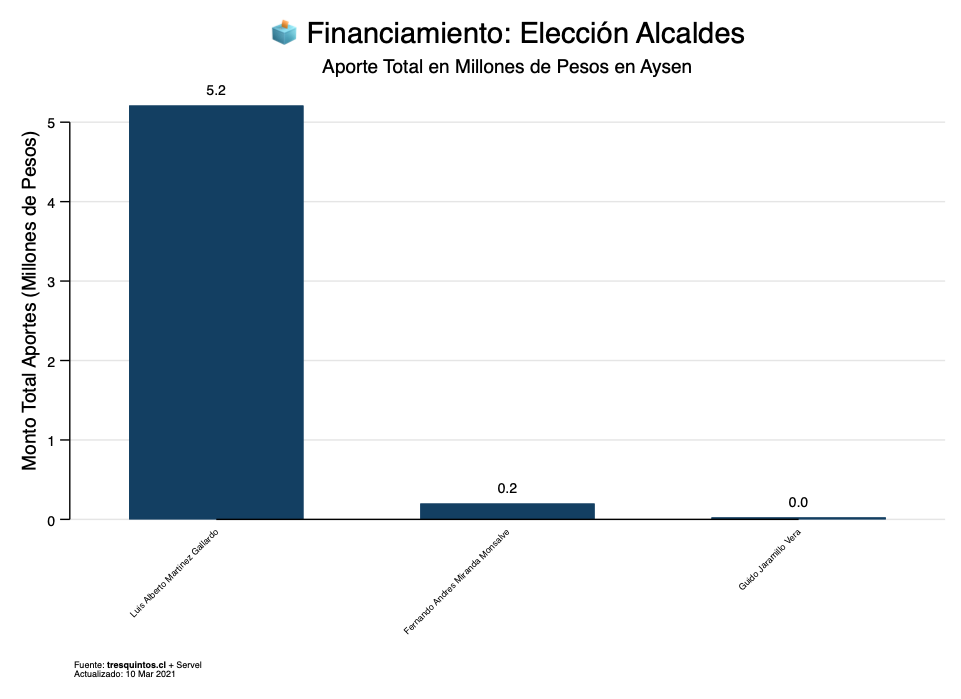 Financiamiento: Elección Alcaldes
Aporte Total en Millones de Pesos en Aysen
Monto Total Aportes (Millones de Pesos)
5
4
3
2
1
0
5.2
0.2
0.0
Luis Alberto Martinez Gallardo
Fernando Andres Miranda Monsalve
Guido Jaramillo Vera
Fuente: tresquintos.cl + Servel
Actualizado: 10 Mar 2021